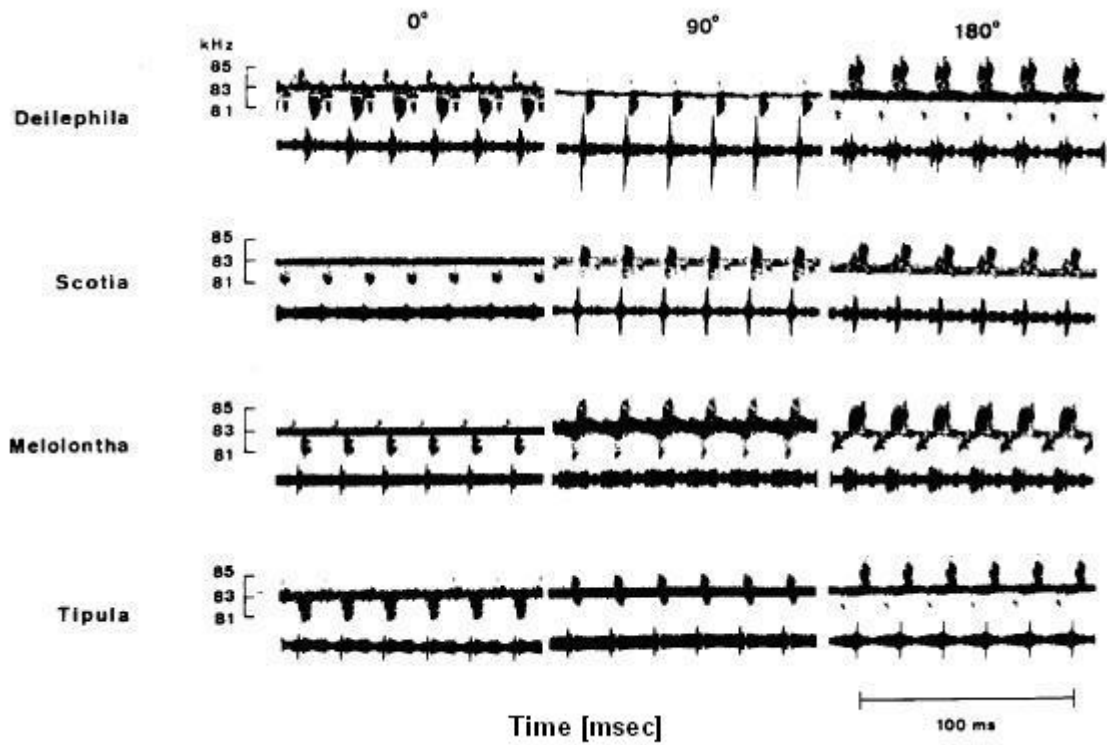 0° 90° 180°
kHz
85
83
81
Deilephila
85
83
81
Scotia
85
83
81
Melolontha
85
83
81
Tipula
100 ms
Time [msec]